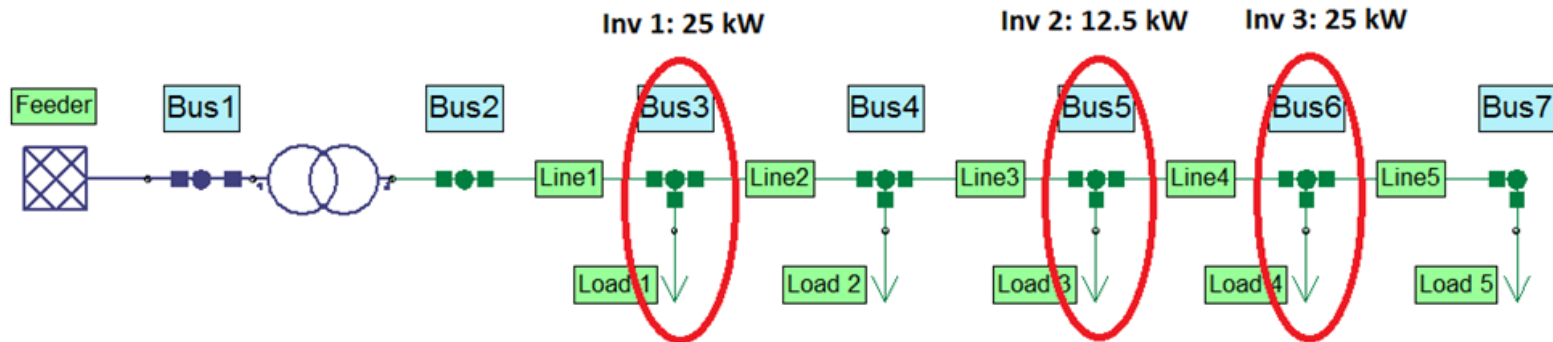 Inv 1: 25 kW
Inv 2: 12.5 kW
Inv 3: 25 kW
Feeder
Bus1
Bus2
Bus3
Bus4
Bus5
Bus6
Bus7
Line1
Line2
Line3
Line4
Line5
Load 1
Load 2
Load 3
Load 4
Load 5